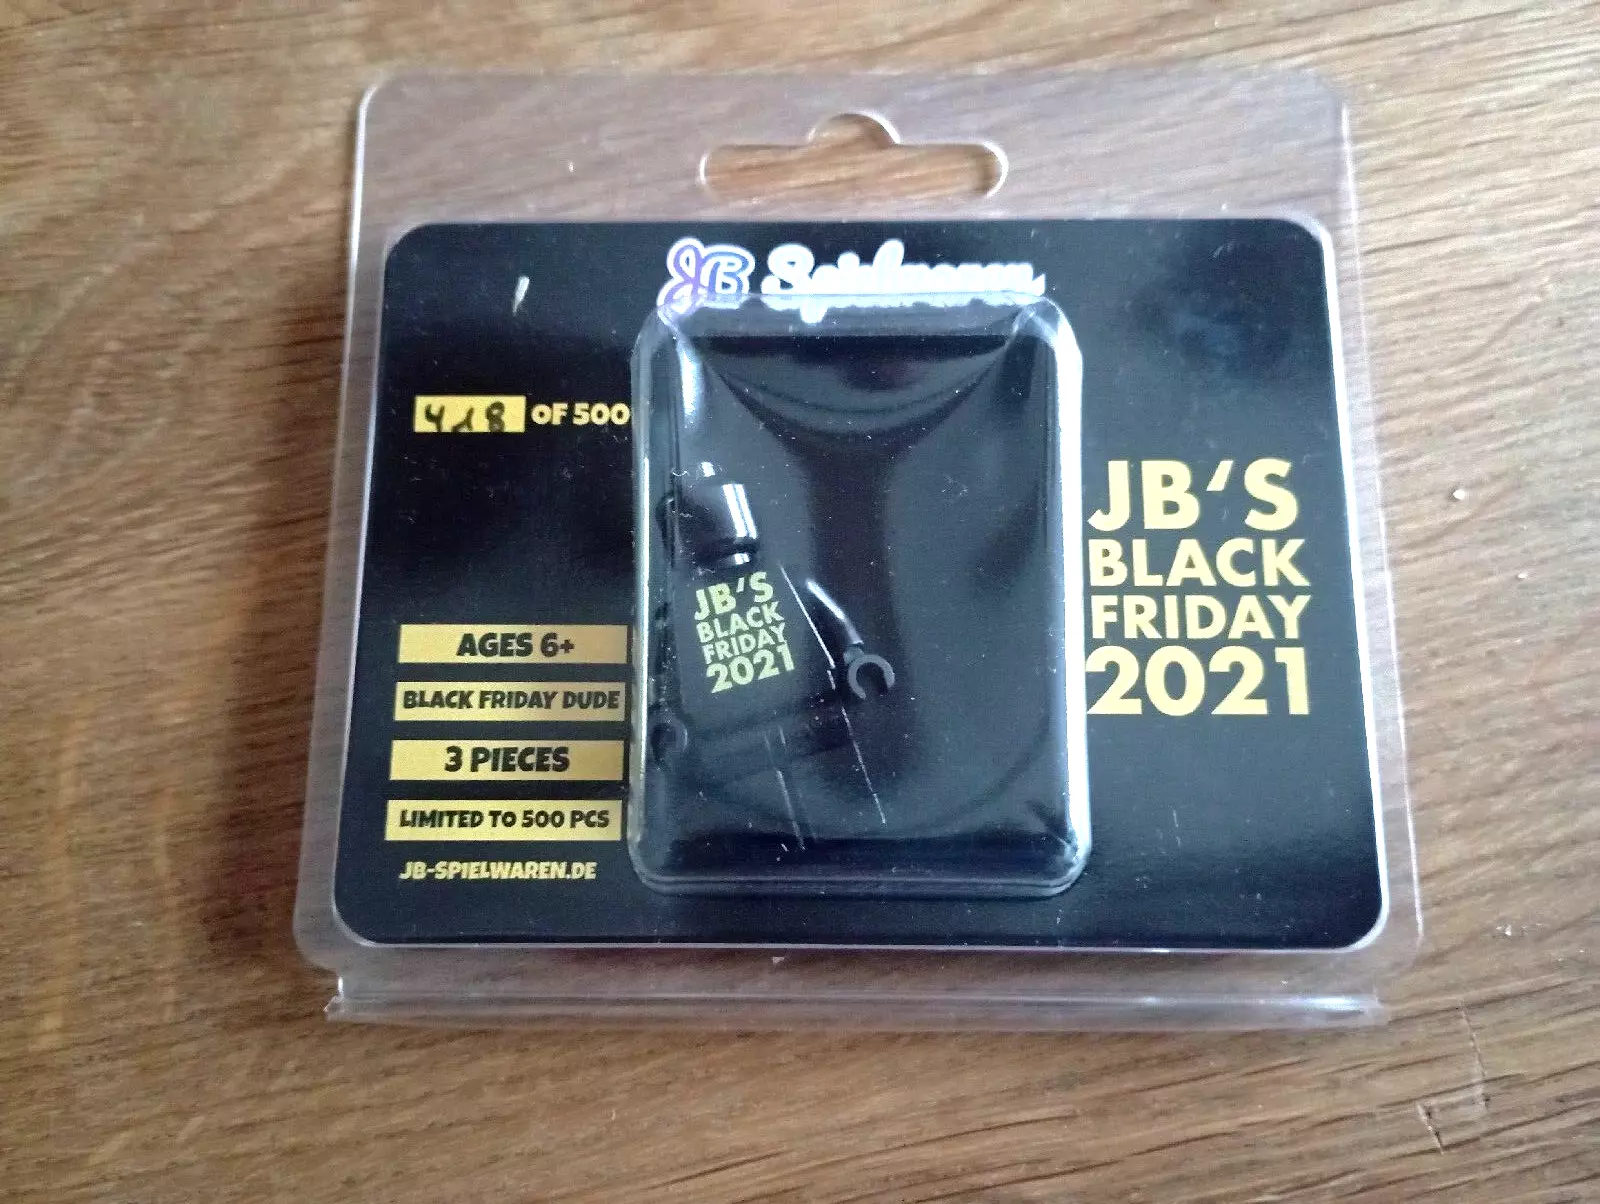 JB Spielwaren
418 OF 500
AGES 6+
BLACK FRIDAY DUDE
3 PIECES
LIMITED TO 500 PCS
JB-SPIELWAREN.DE
JB'S
BLACK
FRIDAY
2021
JB'S
BLACK
FRIDAY
2021